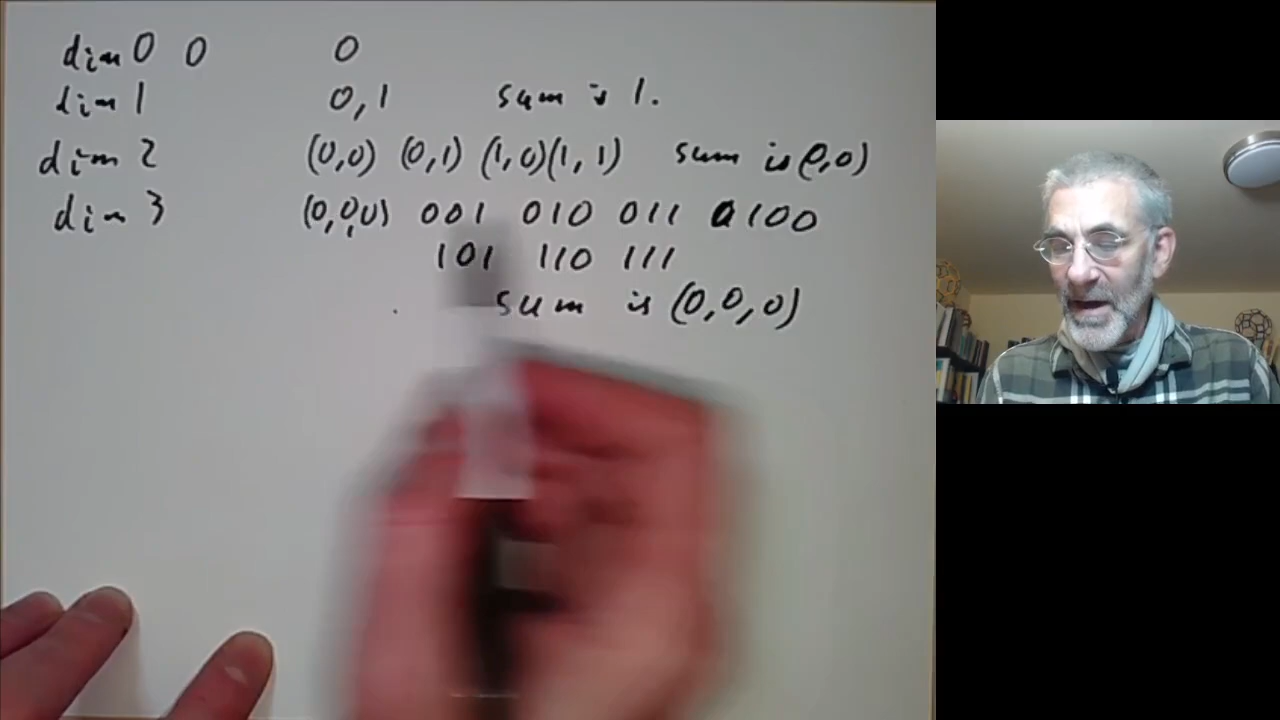 dim 0 0 0
dim 1 0, 1 sum is 1.
dim 2 (0,0) (0,1) (1,0)(1,1) sum is (0,0)
dim 3 (0,0,0) 001 010 011 0100
101 110 111
sum is (0,0,0)